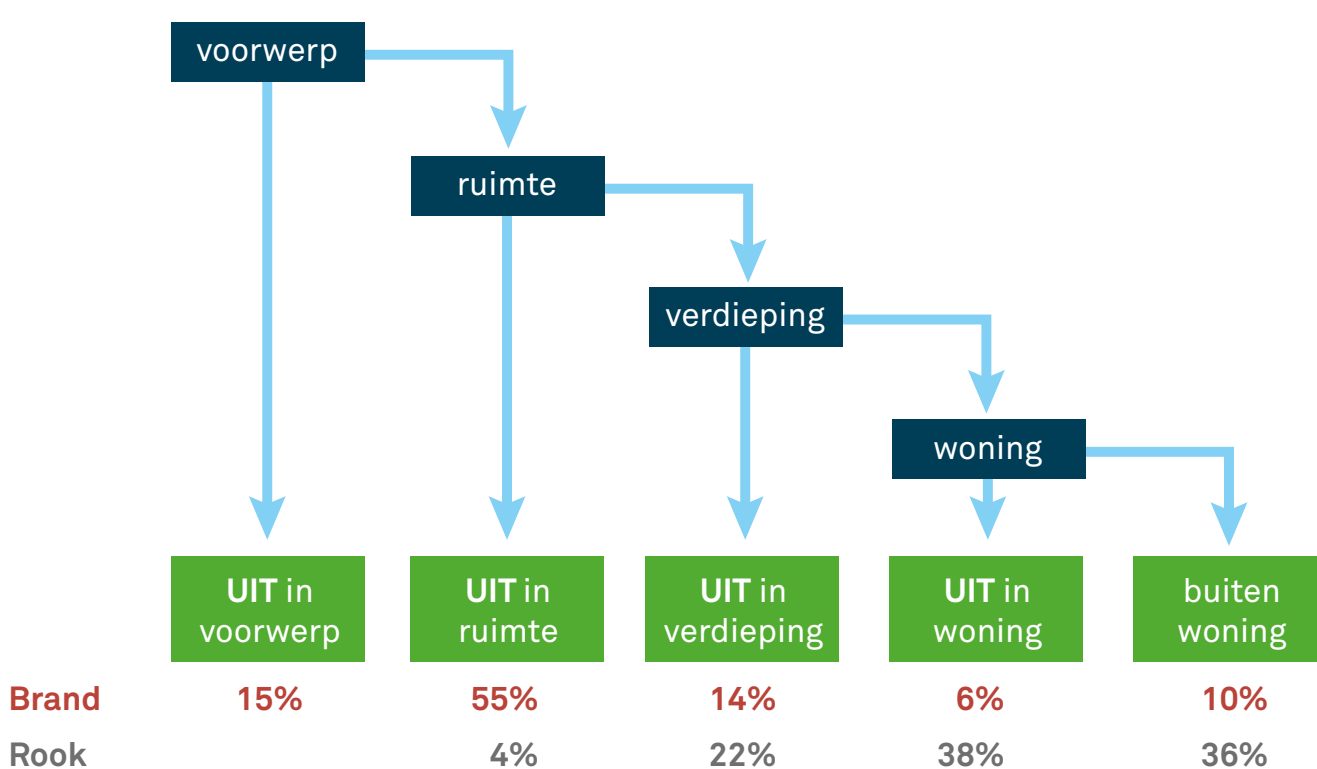 voorwerp
ruimte
verdieping
woning
UIT in
voorwerp
UIT in
ruimte
UIT in
verdieping
UIT in
woning
buiten
woning
Brand 15% 55% 14% 6% 10%
Rook 4% 22% 38% 36%